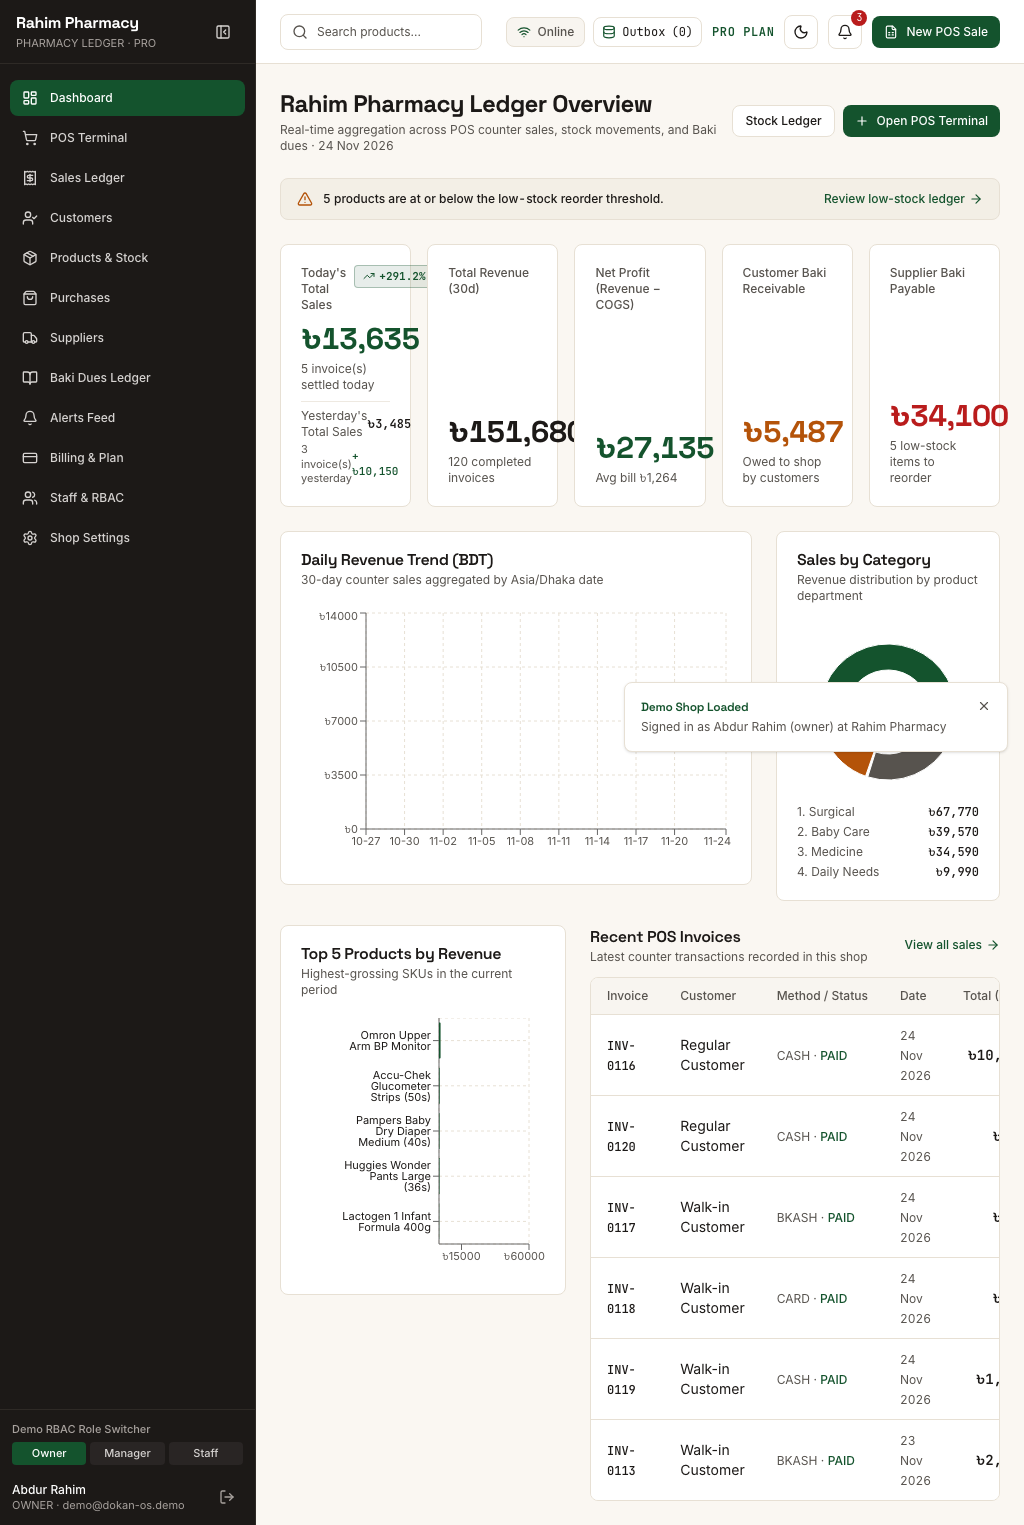 Rahim Pharmacy
PHARMACY LEDGER · PRO
Dashboard
POS Terminal
Sales Ledger
Customers
Products & Stock
Purchases
Suppliers
Baki Dues Ledger
Alerts Feed
Billing & Plan
Staff & RBAC
Shop Settings
Demo RBAC Role Switcher
Owner Manager Staff
Abdur Rahim
OWNER · demo@dokan-os.demo
Search products...
Online
Outbox (0)
PRO PLAN
3
New POS Sale
Rahim Pharmacy Ledger Overview
Real-time aggregation across POS counter sales, stock movements, and Baki
dues · 24 Nov 2026
Stock Ledger
Open POS Terminal
5 products are at or below the low-stock reorder threshold.
Review low-stock ledger →
Today's
Total
Sales
+291.2%
৳13,635
5 invoice(s)
settled today
Yesterday's
Total Sales
৳3,485
3
invoice(s)
yesterday
+
৳10,150
Total Revenue
(30d)
৳151,680
120 completed
invoices
Net Profit
(Revenue −
COGS)
৳27,135
Avg bill ৳1,264
Customer Baki
Receivable
৳5,487
Owed to shop
by customers
Supplier Baki
Payable
৳34,100
5 low-stock
items to
reorder
Daily Revenue Trend (BDT)
30-day counter sales aggregated by Asia/Dhaka date
৳14000
৳10500
৳7000
৳3500
৳0
10-27 10-30 11-02 11-05 11-08 11-11 11-14 11-17 11-20 11-24
Sales by Category
Revenue distribution by product
department
Demo Shop Loaded
Signed in as Abdur Rahim (owner) at Rahim Pharmacy
1. Surgical ৳67,770
2. Baby Care ৳39,570
3. Medicine ৳34,590
4. Daily Needs ৳9,990
Top 5 Products by Revenue
Highest-grossing SKUs in the current
period
Omron Upper
Arm BP Monitor
Accu-Chek
Glucometer
Strips (50s)
Pampers Baby
Dry Diaper
Medium (40s)
Huggies Wonder
Pants Large
(36s)
Lactogen 1 Infant
Formula 400g
৳15000 ৳60000
Recent POS Invoices
Latest counter transactions recorded in this shop
View all sales →
Invoice Customer Method / Status Date Total (
INV-
0116
Regular
Customer
CASH · PAID
24
Nov
2026
৳10,
INV-
0120
Regular
Customer
CASH · PAID
24
Nov
2026
৳
INV-
0117
Walk-in
Customer
BKASH · PAID
24
Nov
2026
৳
INV-
0118
Walk-in
Customer
CARD · PAID
24
Nov
2026
৳
INV-
0119
Walk-in
Customer
CASH · PAID
24
Nov
2026
৳1,
INV-
0113
Walk-in
Customer
BKASH · PAID
23
Nov
2026
৳2,